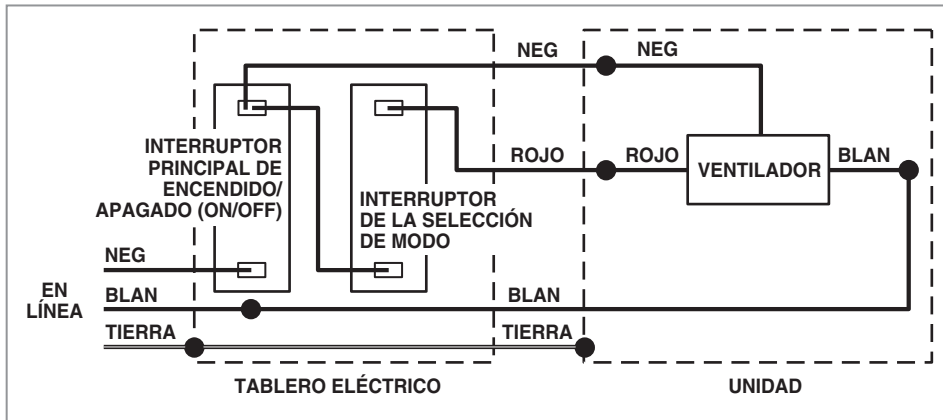 NEG
NEG
INTERRUPTOR
PRINCIPAL DE
ENCENDIDO/
APAGADO (ON/OFF)
ROJO
ROJO
VENTILADOR
BLAN
INTERRUPTOR
DE LA SELECCIÓN
DE MODO
NEG
EN
LÍNEA
BLAN
BLAN
TIERRA
TIERRA
TABLERO ELÉCTRICO
UNIDAD